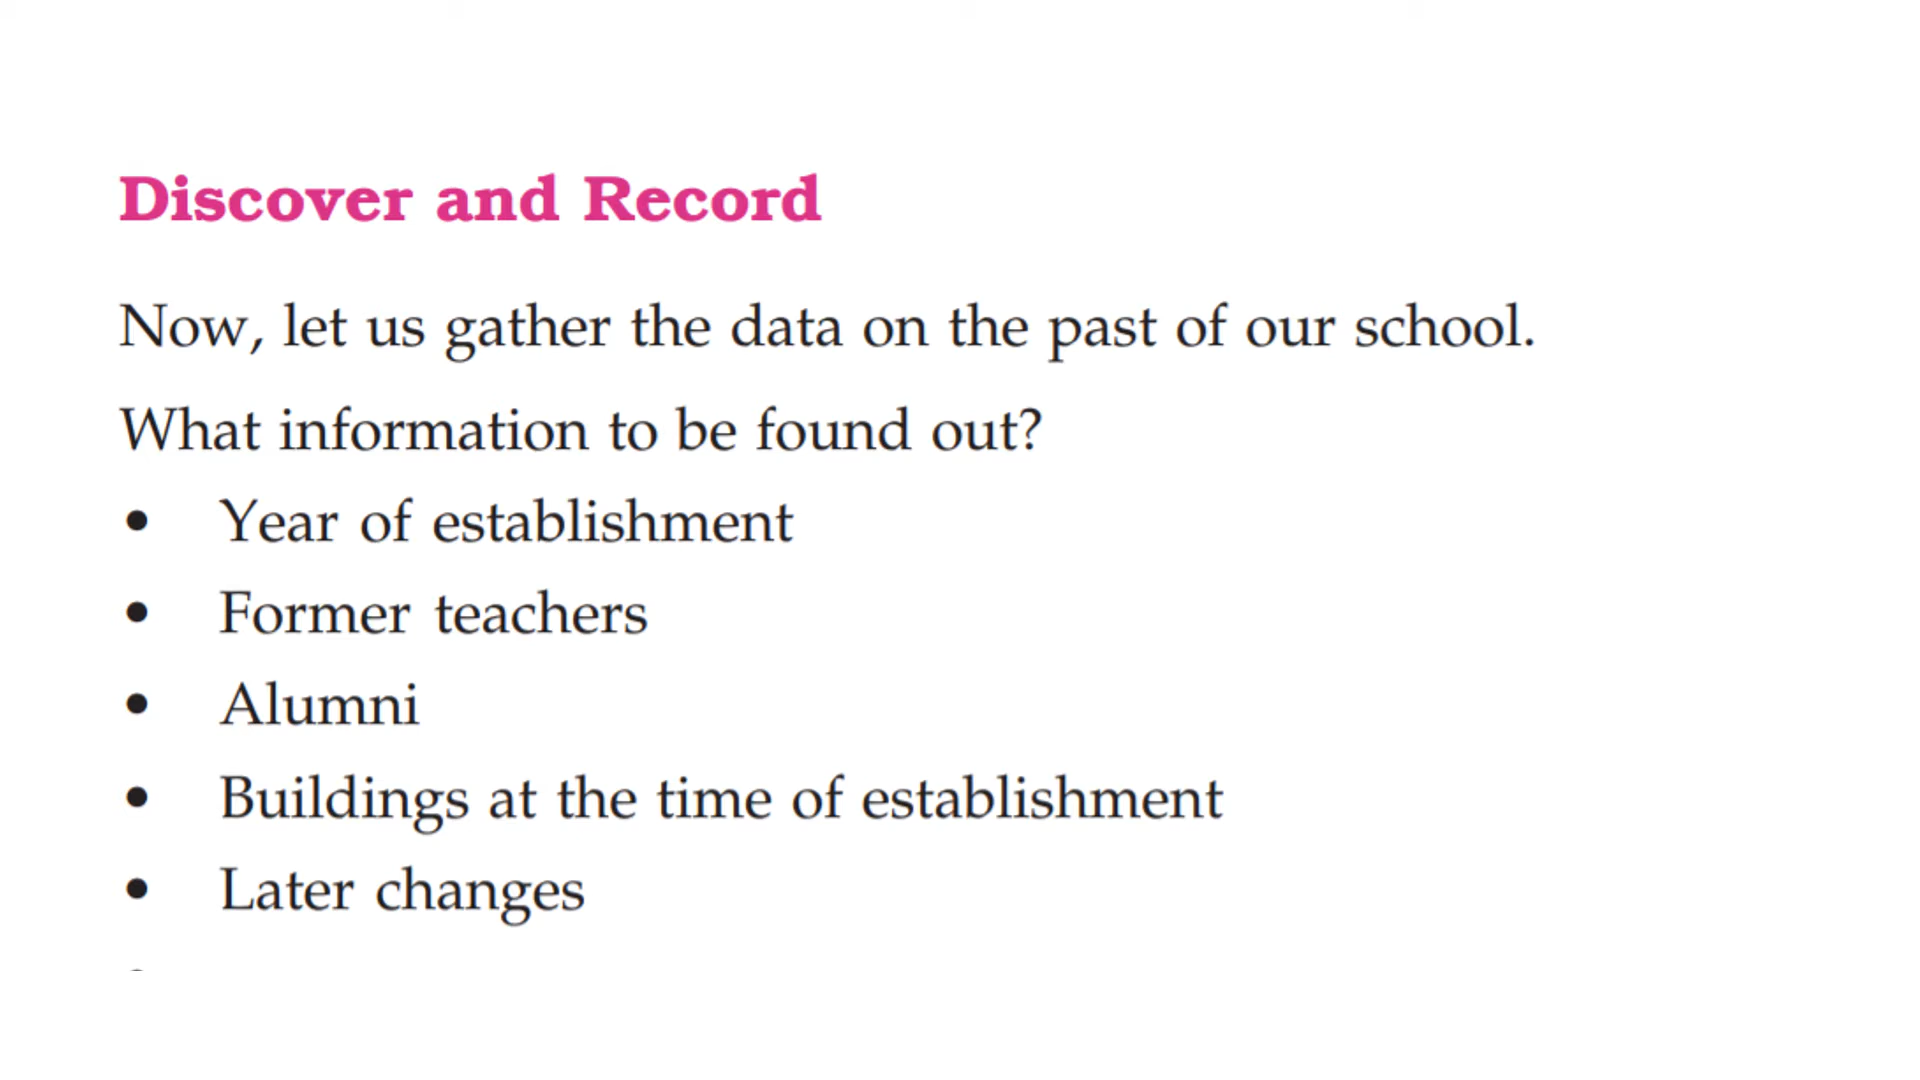 Discover and Record
Now, let us gather the data on the past of our school.
What information to be found out?
• Year of establishment
• Former teachers
• Alumni
• Buildings at the time of establishment
• Later changes